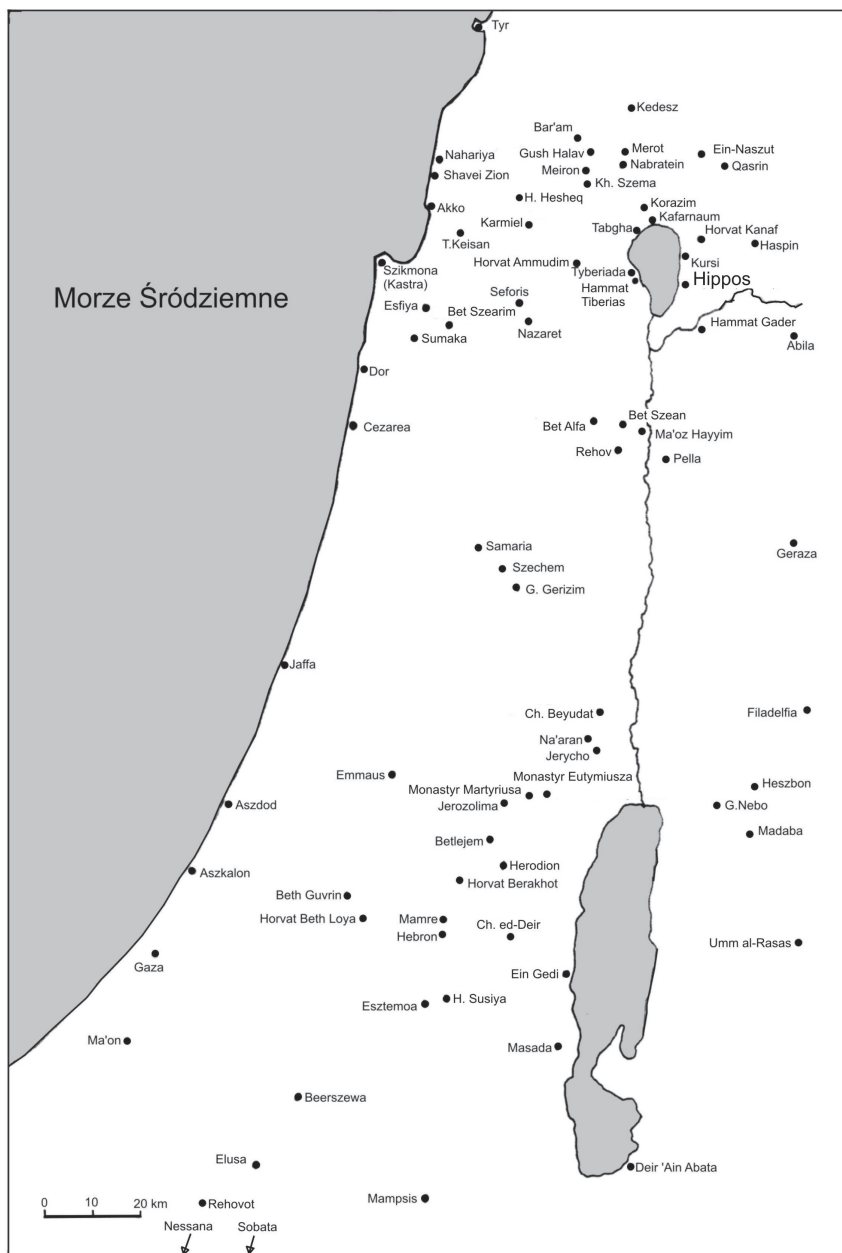 Tyr
Kedesz
Bar'am
Gush Halav
Merot
Ein-Naszut
Nahariya
Meiron
Nabratein
Qasrin
Shavei Zion
Kh. Szema
H. Hesheq
Akko
Korazim
Kafarnaum
Karmiel
Tabgha
Horvat Kanaf
T.Keisan
Haspin
Szikmona
(Kastra)
Horvat Ammudim
Kursi
Tyberiada
Hippos
Hammat
Tiberias
Morze Śródziemne
Seforis
Esfiya
Bet Szearim
Nazaret
Hammat Gader
Sumaka
Abila
Dor
Cezarea
Bet Alfa
Bet Szean
Ma'oz Hayyim
Rehov
Pella
Samaria
Geraza
Szechem
G. Gerizim
Jaffa
Ch. Beyudat
Filadelfia
Na'aran
Jerycho
Emmaus
Monastyr Eutymiusza
Monastyr Martyriusa
Heszbon
Aszdod
Jerozolima
G.Nebo
Madaba
Betlejem
Herodion
Aszkalon
Horvat Berakhot
Beth Guvrin
Horvat Beth Loya
Mamre
Ch. ed-Deir
Hebron
Umm al-Rasas
Gaza
Ein Gedi
Esztemoa
H. Susiya
Ma'on
Masada
Beerszewa
Elusa
Deir 'Ain Abata
0 10 20 km
Rehovot
Mampsis
Nessana
Sobata